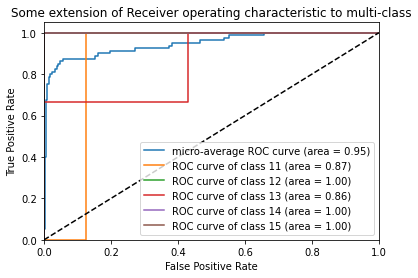 Some extension of Receiver operating characteristic to multi-class
1.0
0.8
0.6
0.4
0.2
0.0
True Positive Rate
micro-average ROC curve (area = 0.95)
ROC curve of class 11 (area = 0.87)
ROC curve of class 12 (area = 1.00)
ROC curve of class 13 (area = 0.86)
ROC curve of class 14 (area = 1.00)
ROC curve of class 15 (area = 1.00)
0.0 0.2 0.4 0.6 0.8 1.0
False Positive Rate